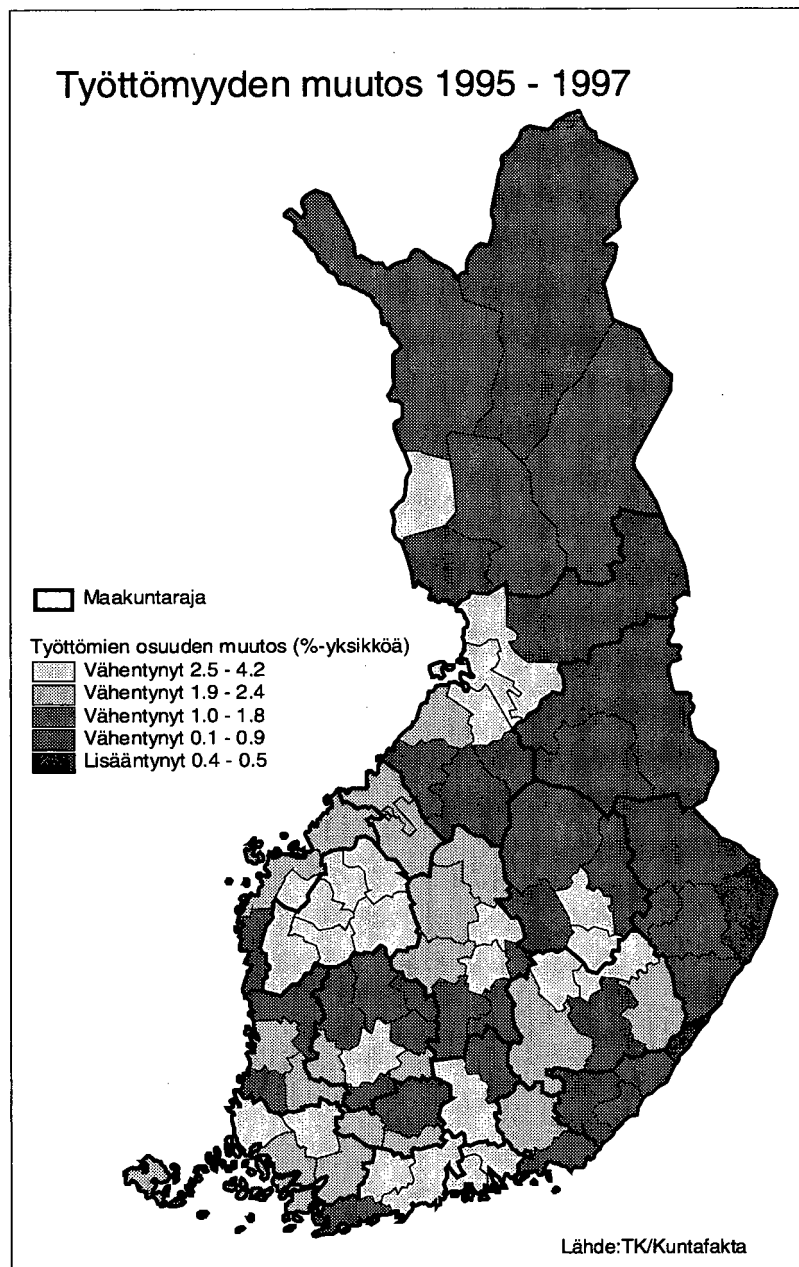 Työttömyyden muutos 1995 - 1997
Maakuntaraja
Työttömien osuuden muutos (%-yksikköä)
Vähentynyt 2.5 - 4.2
Vähentynyt 1.9 - 2.4
Vähentynyt 1.0 - 1.8
Vähentynyt 0.1 - 0.9
Lisääntynyt 0.4 - 0.5
Lähde:TK/Kuntafakta